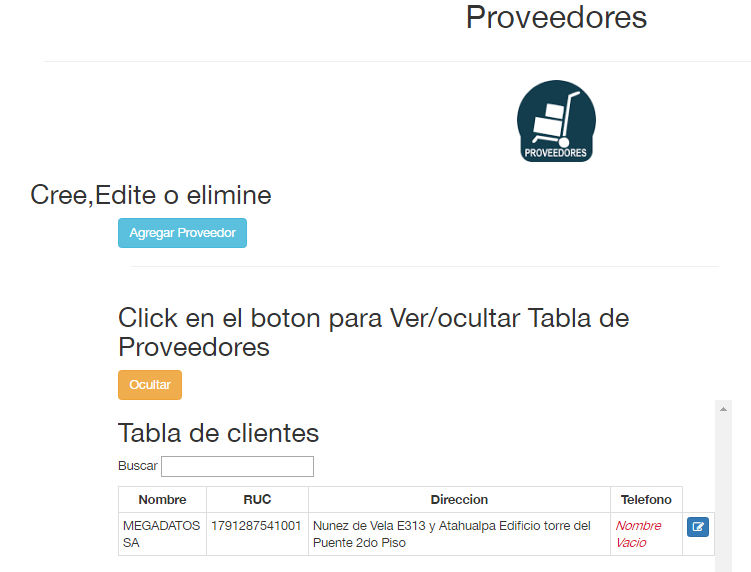 Proveedores
PROVEEDORES
Cree,Edite o elimine
Agregar Proveedor
Click en el boton para Ver/ocultar Tabla de
Proveedores
Ocultar
Tabla de clientes
Buscar
Nombre RUC Direccion Telefono
MEGADATOS 1791287541001 Nunez de Vela E313 y Atahualpa Edificio torre del Nombre
SA Puente 2do Piso Vacio